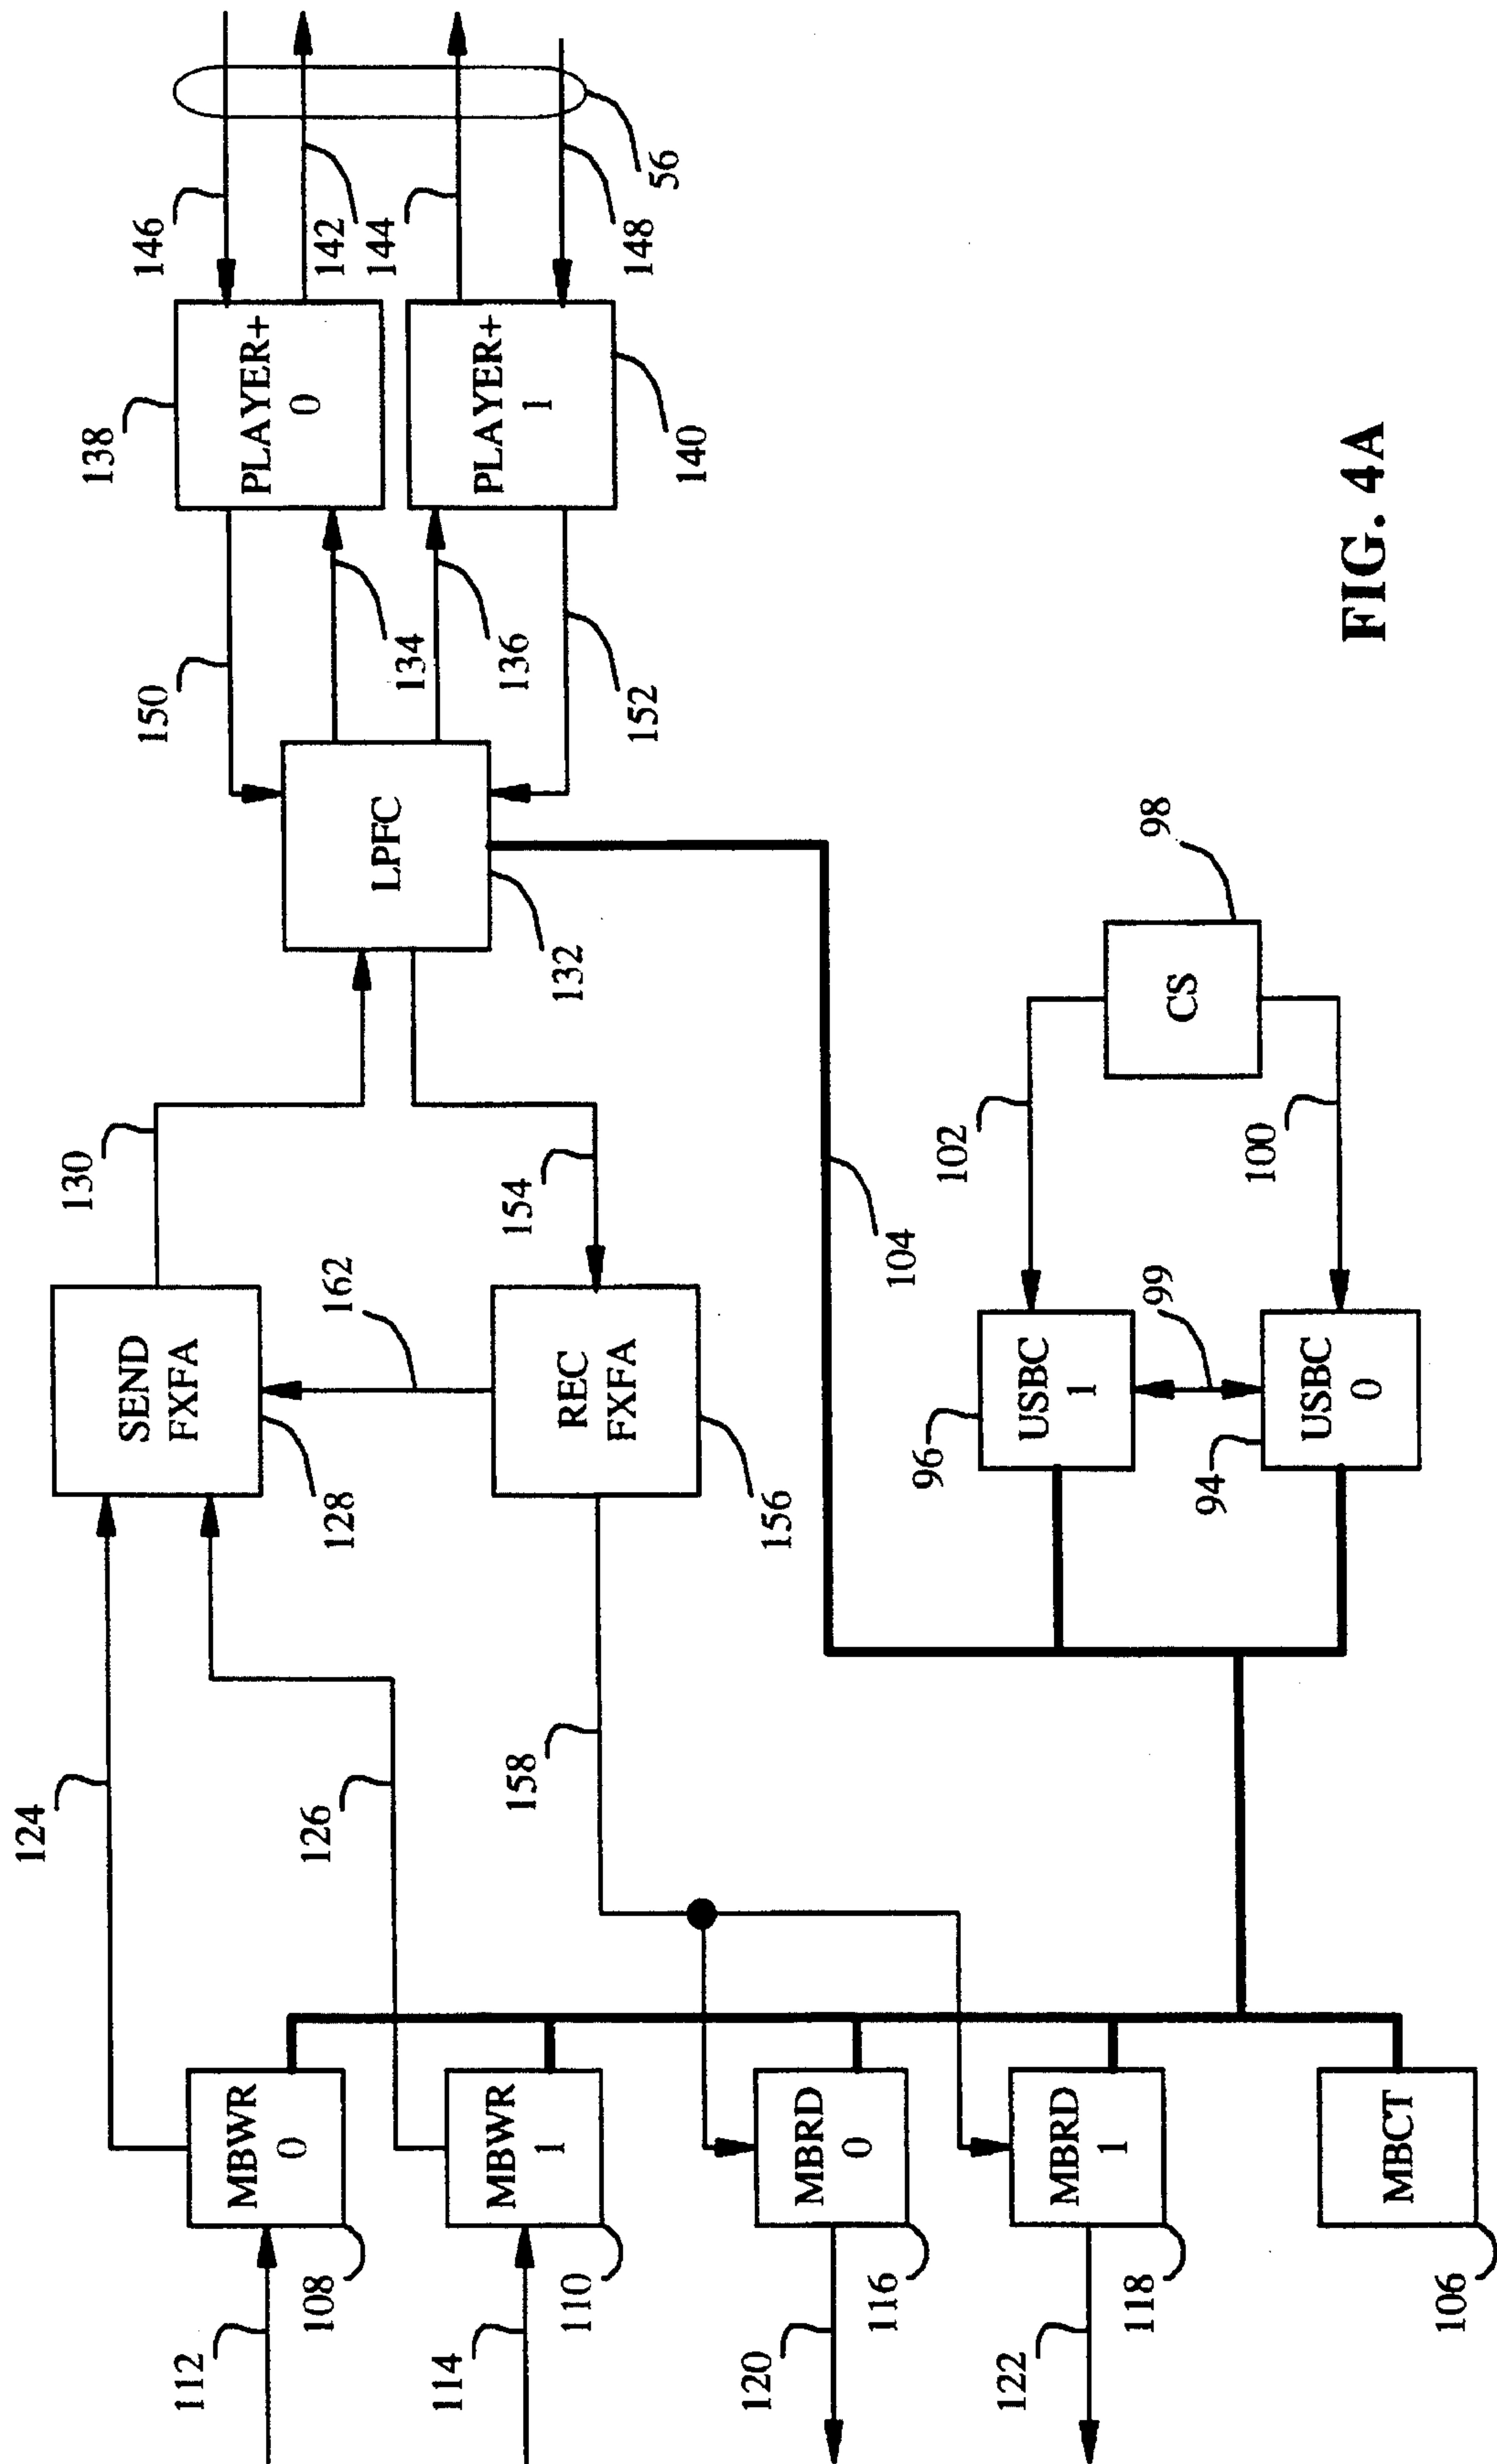 146
142
144
148
56
138
PLAYER+
0
PLAYER+
1
140
150
134
136
152
LPFC
132
130
154
104
98
CS
102
100
SEND
FXFA
128
162
REC
FXFA
156
USBC
1
96
99
USBC
0
94
124
126
158
MBWR
0
108
112
MBWR
1
110
114
MBRD
0
116
120
MBRD
1
118
122
MBCT
106
FIG. 4A